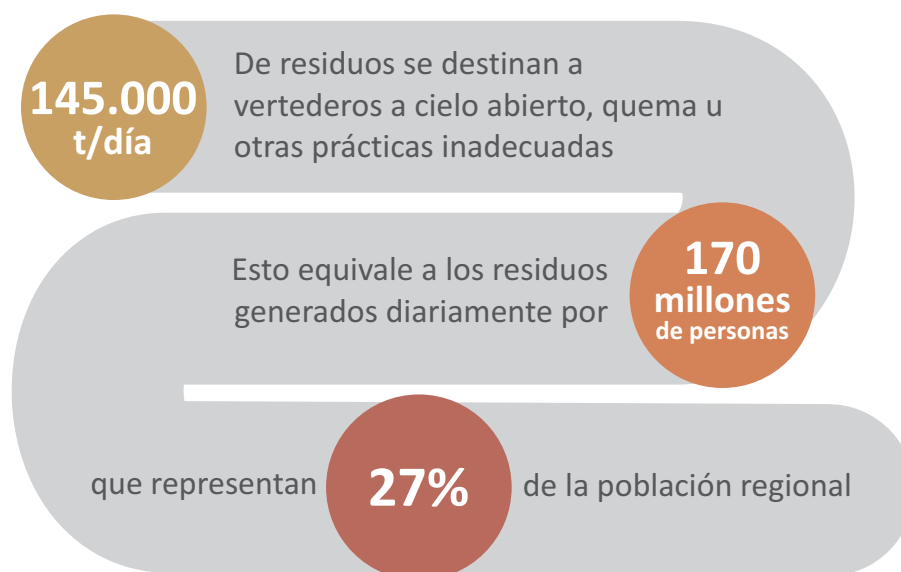 145.000
t/día
De residuos se destinan a
vertederos a cielo abierto, quema u
otras prácticas inadecuadas
Esto equivale a los residuos
generados diariamente por
170
millones
de personas
que representan
27%
de la población regional